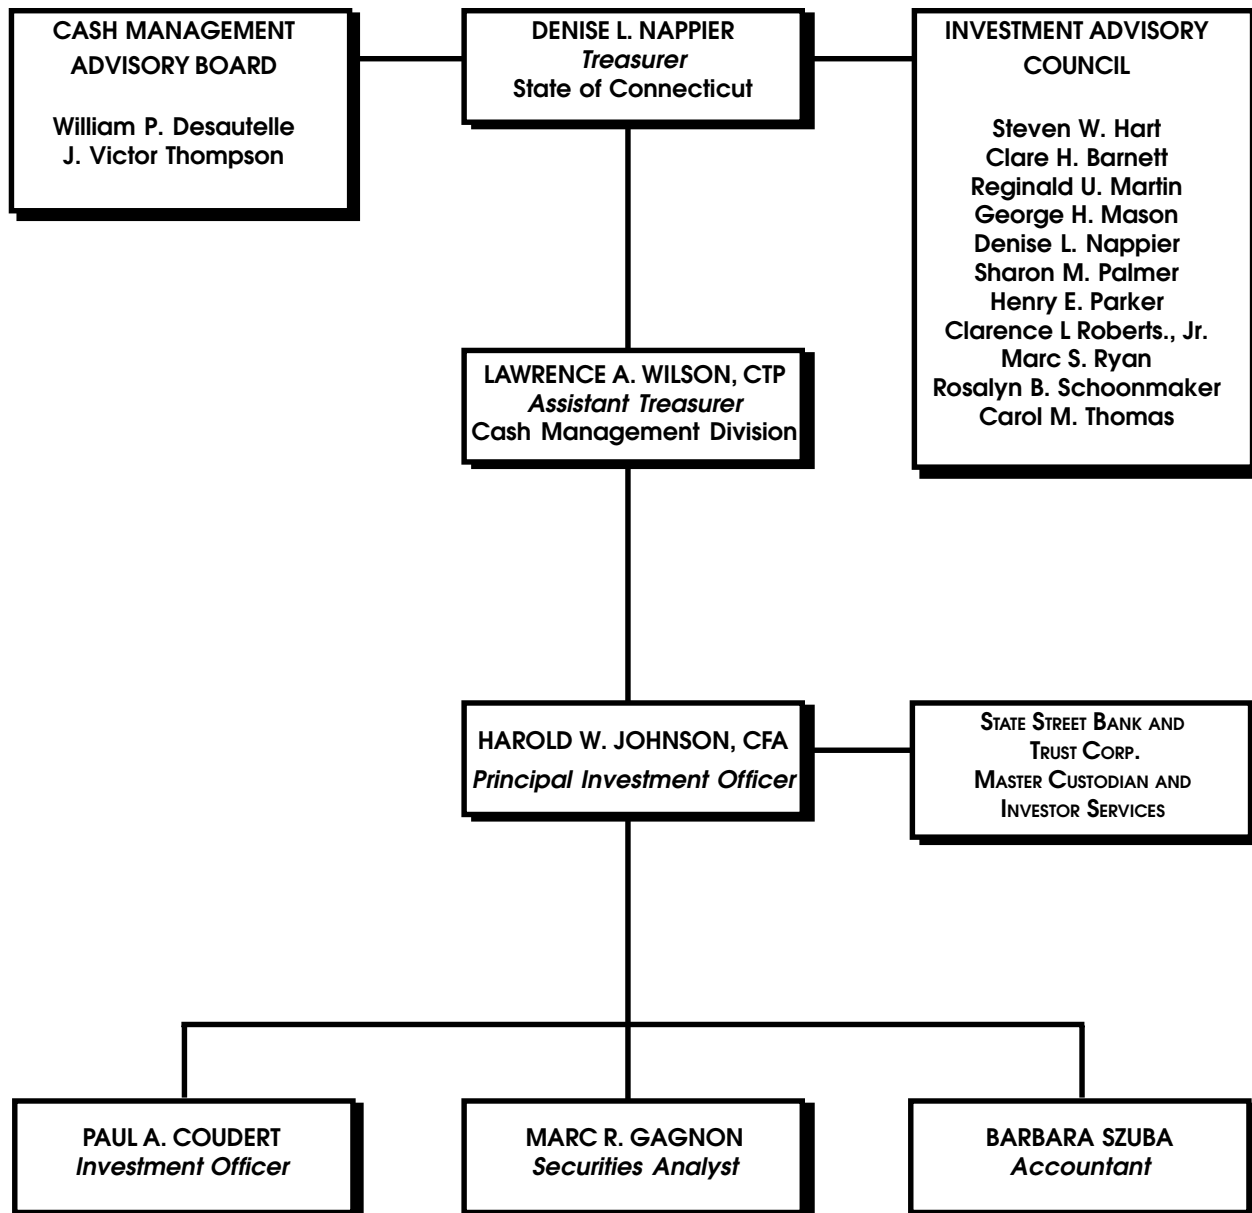 CASH MANAGEMENT
ADVISORY BOARD
William P. Desautelle
J. Victor Thompson
DENISE L. NAPPIER
Treasurer
State of Connecticut
INVESTMENT ADVISORY
COUNCIL
Steven W. Hart
Clare H. Barnett
Reginald U. Martin
George H. Mason
Denise L. Nappier
Sharon M. Palmer
Henry E. Parker
Clarence L Roberts., Jr.
Marc S. Ryan
Rosalyn B. Schoonmaker
Carol M. Thomas
LAWRENCE A. WILSON, CTP
Assistant Treasurer
Cash Management Division
HAROLD W. JOHNSON, CFA
Principal Investment Officer
STATE STREET BANK AND
TRUST CORP.
MASTER CUSTODIAN AND
INVESTOR SERVICES
PAUL A. COUDERT
Investment Officer
MARC R. GAGNON
Securities Analyst
BARBARA SZUBA
Accountant